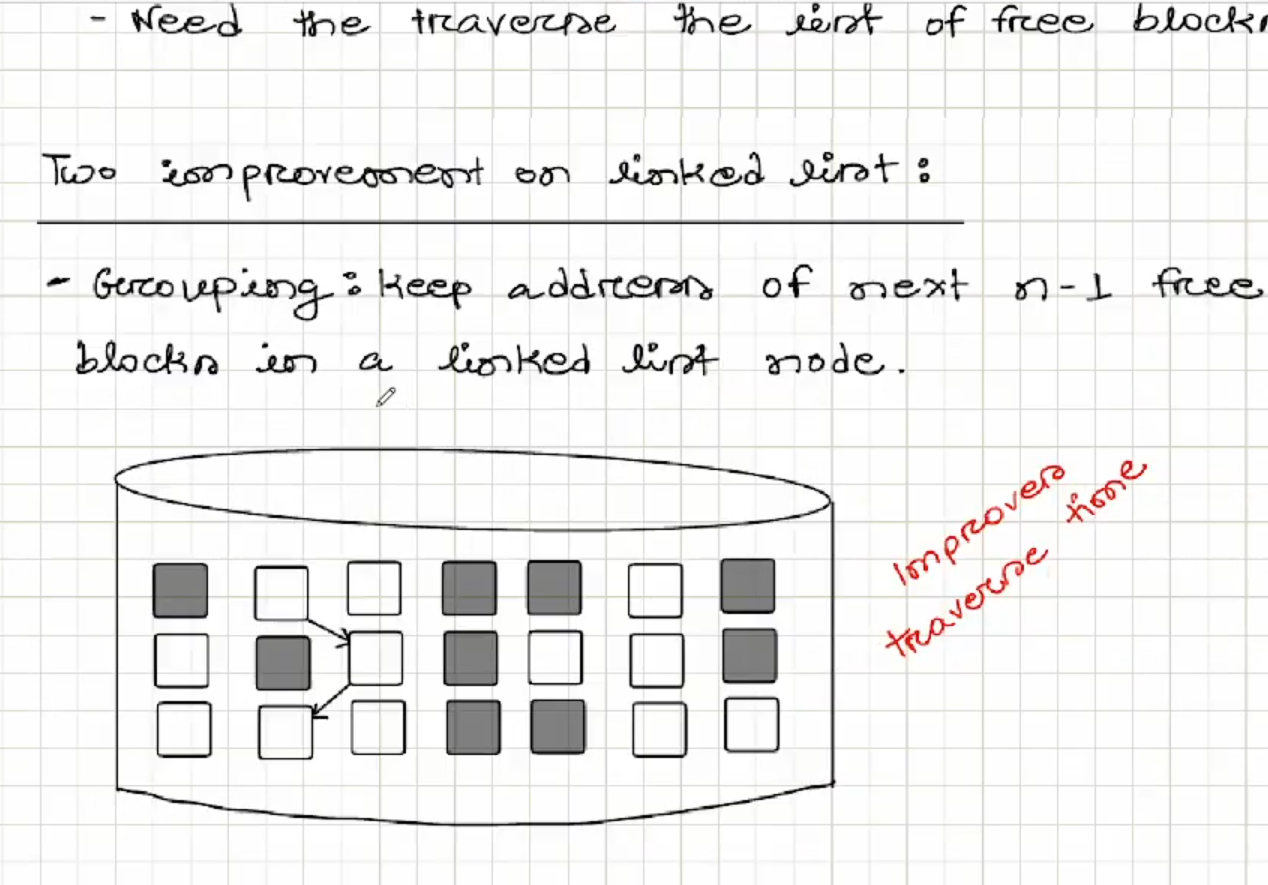 - Need the traverse the list of free blocks
Two improvement on linked list:
- Grouping: Keep address of next n-1 free
blocks in a linked list node.
Improves
traverse time